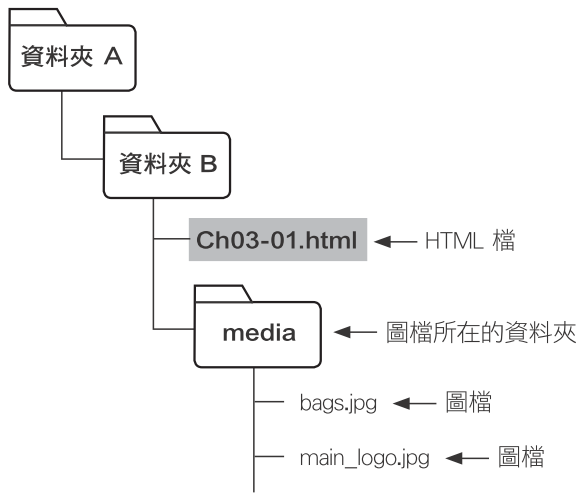 資料夾 A
資料夾 B
Ch03-01.html
HTML 檔
media
圖檔所在的資料夾
bags.jpg
圖檔
main_logo.jpg
圖檔